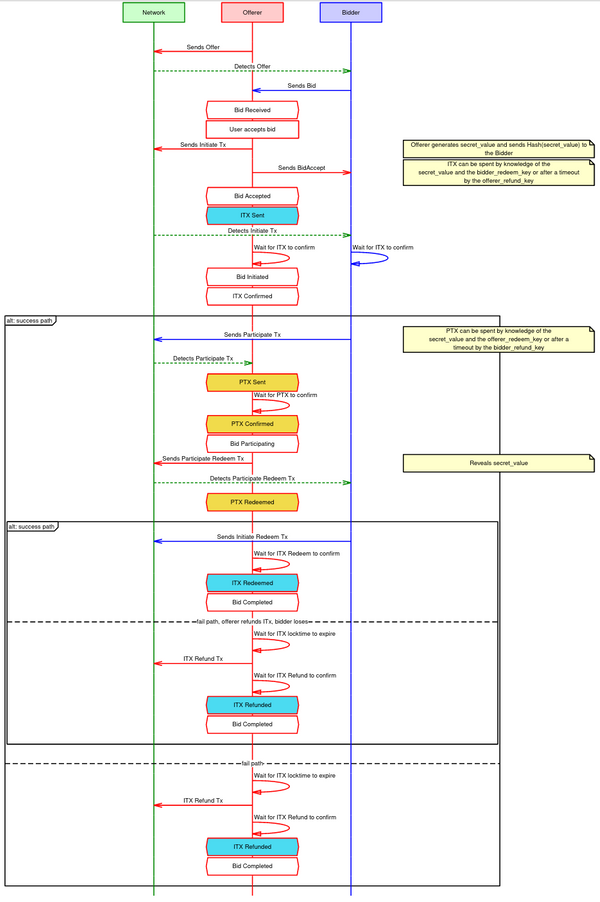 Network
Offerer
Bidder
Sends Offer
Detects Offer
Sends Bid
Bid Received
User accepts bid
Sends Initiate Tx
Offerer generates secret_value and sends Hash(secret_value) to
the Bidder
Sends BidAccept
ITX can be spent by knowledge of the
secret_value and the bidder_redeem_key or after a timeout
by the offerer_refund_key
Bid Accepted
ITX Sent
Detects Initiate Tx
Wait for ITX to confirm
Wait for ITX to confirm
Bid Initiated
ITX Confirmed
alt: success path
Sends Participate Tx
PTX can be spent by knowledge of the
secret_value and the offerer_redeem_key or after a
timeout by the bidder_refund_key
Detects Participate Tx
PTX Sent
Wait for PTX to confirm
PTX Confirmed
Bid Participating
Sends Participate Redeem Tx
Reveals secret_value
Detects Participate Redeem Tx
PTX Redeemed
alt: success path
Sends Initiate Redeem Tx
Wait for ITX Redeem to confirm
ITX Redeemed
Bid Completed
fail path, offerer refunds ITx, bidder loses
Wait for ITX locktime to expire
ITX Refund Tx
Wait for ITX Refund to confirm
ITX Refunded
Bid Completed
fail path
Wait for ITX locktime to expire
ITX Refund Tx
Wait for ITX Refund to confirm
ITX Refunded
Bid Completed